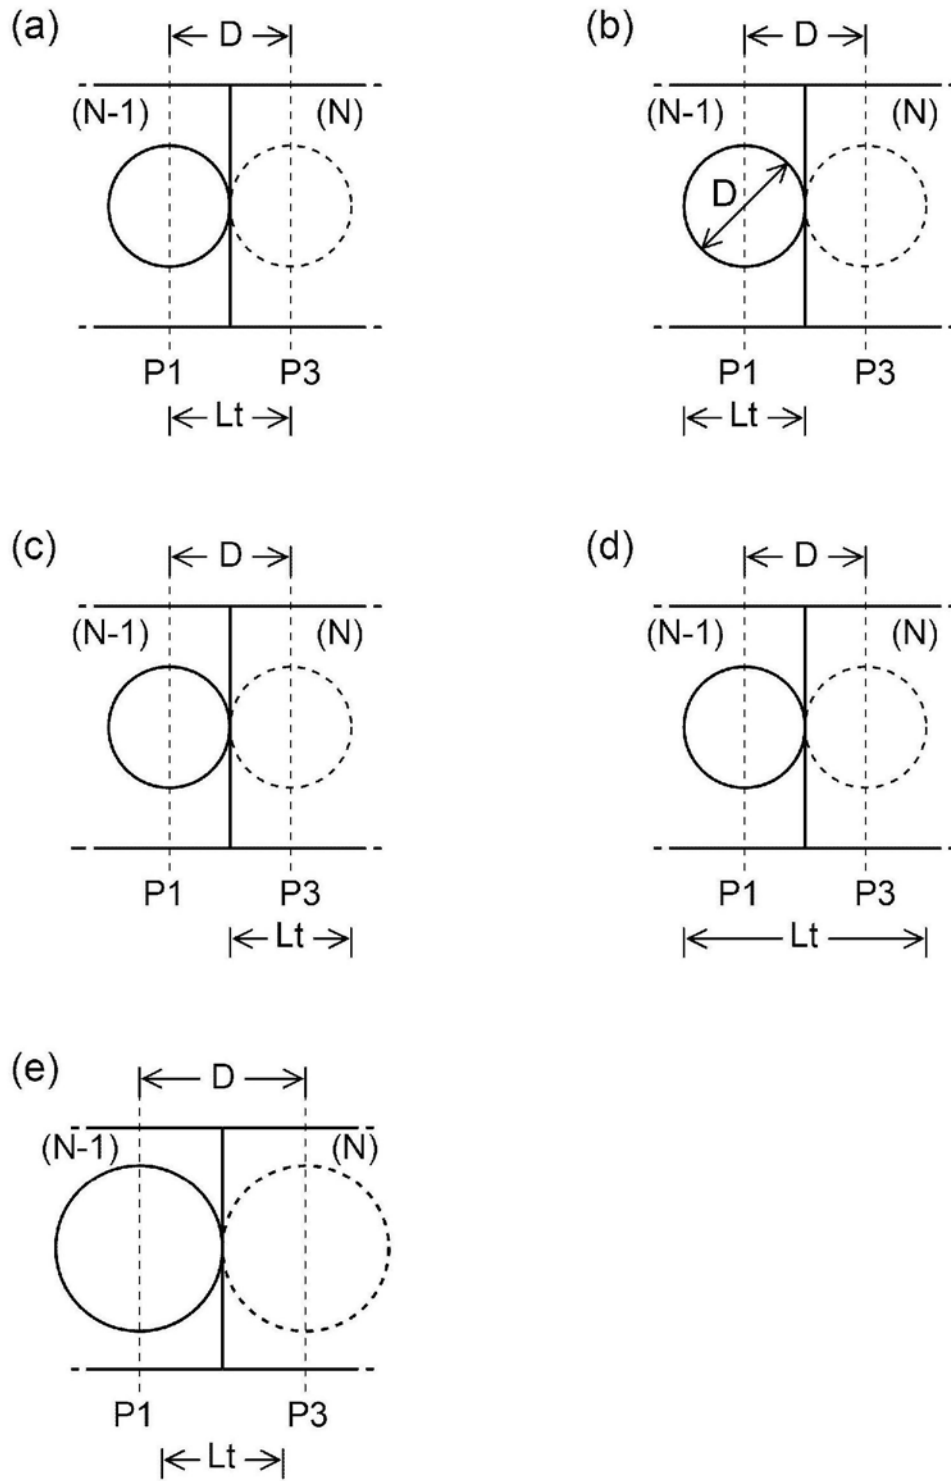 (a) D
(N-1) (N)
P1 P3
Lt
(b) D
(N-1) (N)
D
P1 P3
Lt
(c) D
(N-1) (N)
P1 P3
Lt
(d) D
(N-1) (N)
P1 P3
Lt
(e) D
(N-1) (N)
P1 P3
Lt